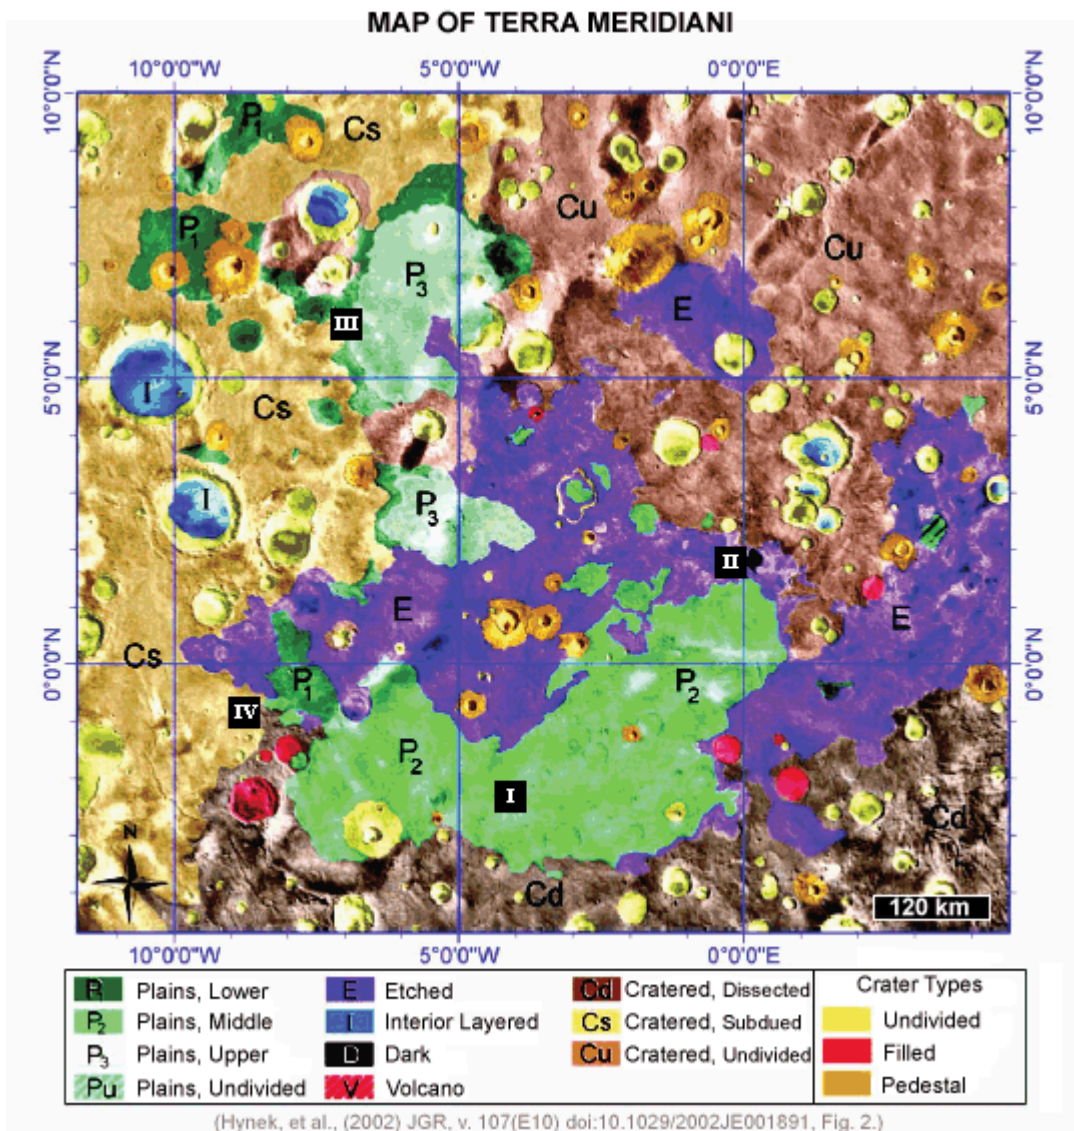 MAP OF TERRA MERIDIANI
10°0'0"W 5°0'0"W 0°0'0"E
10°0'0"N 10°0'0"N
P1 Cs
Cu
P1 Cu
P3
E
III
5°0'0"N 5°0'0"N
I
Cs
I
P3
II
E E
Cs
0°0'0"N 0°0'0"N
P1 P2
IV
P2
I
N
Cd
Cd
120 km
10°0'0"W 5°0'0"W 0°0'0"E
P1 Plains, Lower
P2 Plains, Middle
P3 Plains, Upper
Pu Plains, Undivided
E Etched
I Interior Layered
D Dark
V Volcano
Cd Cratered, Dissected
Cs Cratered, Subdued
Cu Cratered, Undivided
Crater Types
Undivided
Filled
Pedestal
(Hynek, et al., (2002) JGR, v. 107(E10) doi:10.1029/2002JE001891, Fig. 2.)